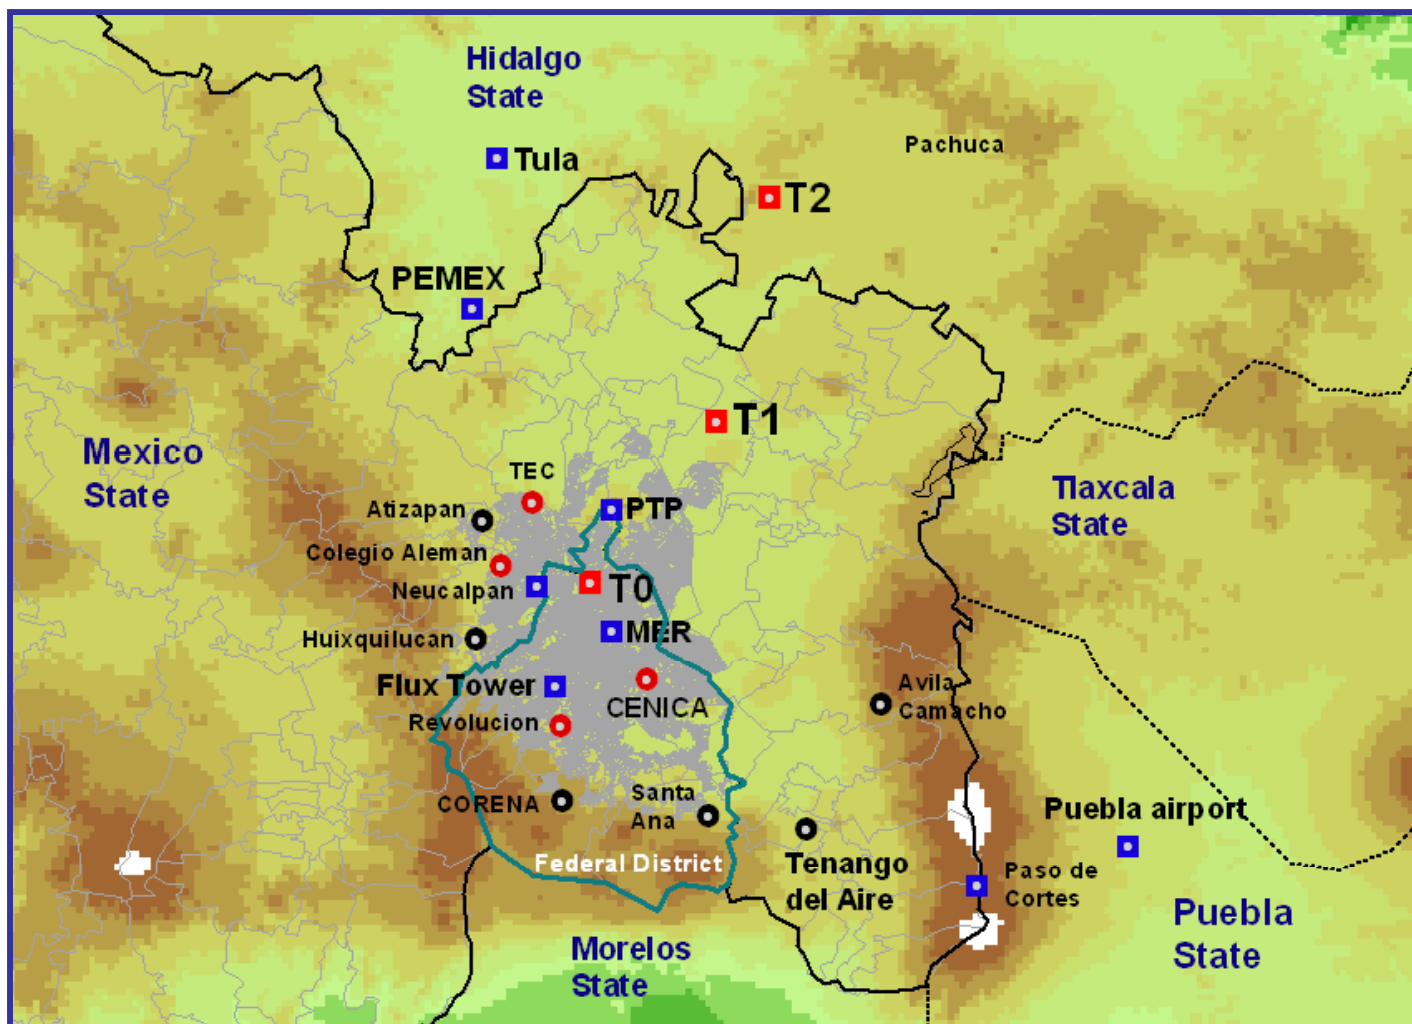 Hidalgo
State
Pachuca
Tula
T2
PEMEX
T1
Mexico
State
TEC
Tlaxcala
State
Atizapan
PTP
Colegio Aleman
Neucalpan
T0
Huixquilucan
MER
Flux Tower
CENICA
Avila
Camacho
Revolucion
CORENA
Santa
Ana
Puebla airport
Federal District
Tenango
del Aire
Paso de
Cortes
Puebla
State
Morelos
State